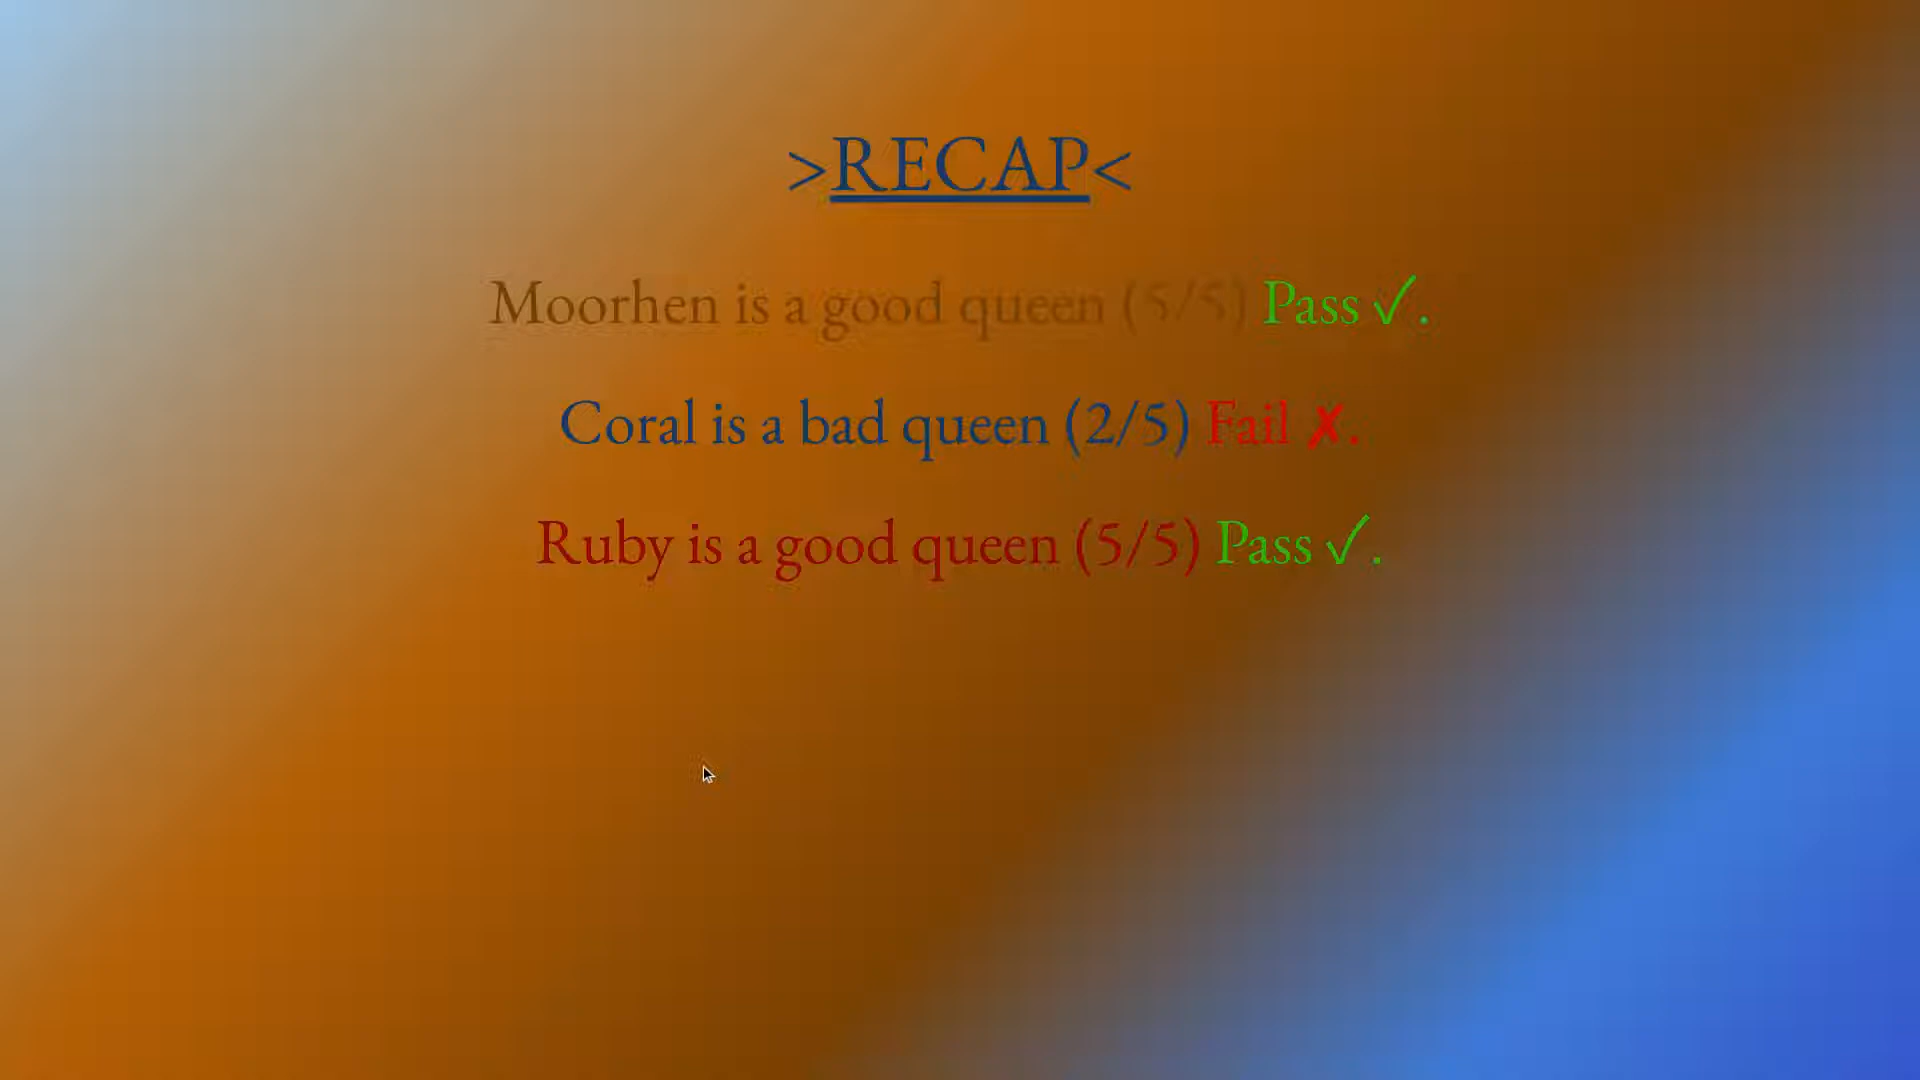 >RECAP<
Moorhen is a good queen (5/5) Pass ✓.
Coral is a bad queen (2/5) Fail ✗.
Ruby is a good queen (5/5) Pass ✓.